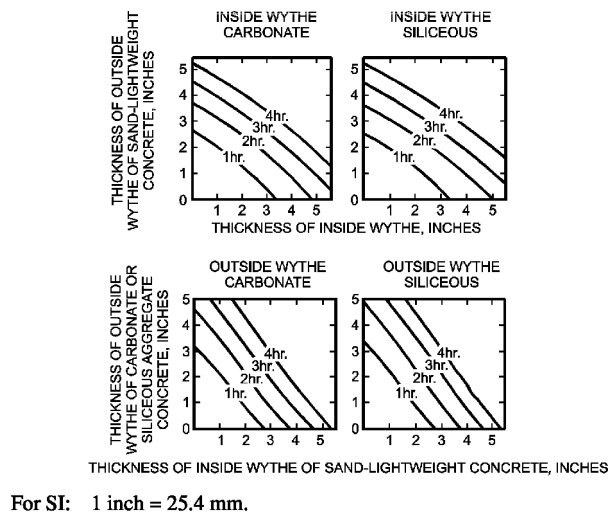 INSIDE WYTHE
CARBONATE
INSIDE WYTHE
SILICEOUS
THICKNESS OF OUTSIDE
WYTHE OF SAND-LIGHTWEIGHT
CONCRETE, INCHES
5
4
3
2
1
0
4hr.
3hr.
2hr.
1hr.
1 2 3 4 5
5
4
3
2
1
0
4hr.
3hr.
2hr.
1hr.
1 2 3 4 5
THICKNESS OF INSIDE WYTHE, INCHES
OUTSIDE WYTHE
CARBONATE
OUTSIDE WYTHE
SILICEOUS
THICKNESS OF OUTSIDE
WYTHE OF CARBONATE OR
SILICEOUS AGGREGATE
CONCRETE, INCHES
5
4
3
2
1
0
4hr.
3hr.
2hr.
1hr.
1 2 3 4 5
5
4
3
2
1
0
4hr.
3hr.
2hr.
1hr.
1 2 3 4 5
THICKNESS OF INSIDE WYTHE OF SAND-LIGHTWEIGHT CONCRETE, INCHES
For SI: 1 inch = 25.4 mm.